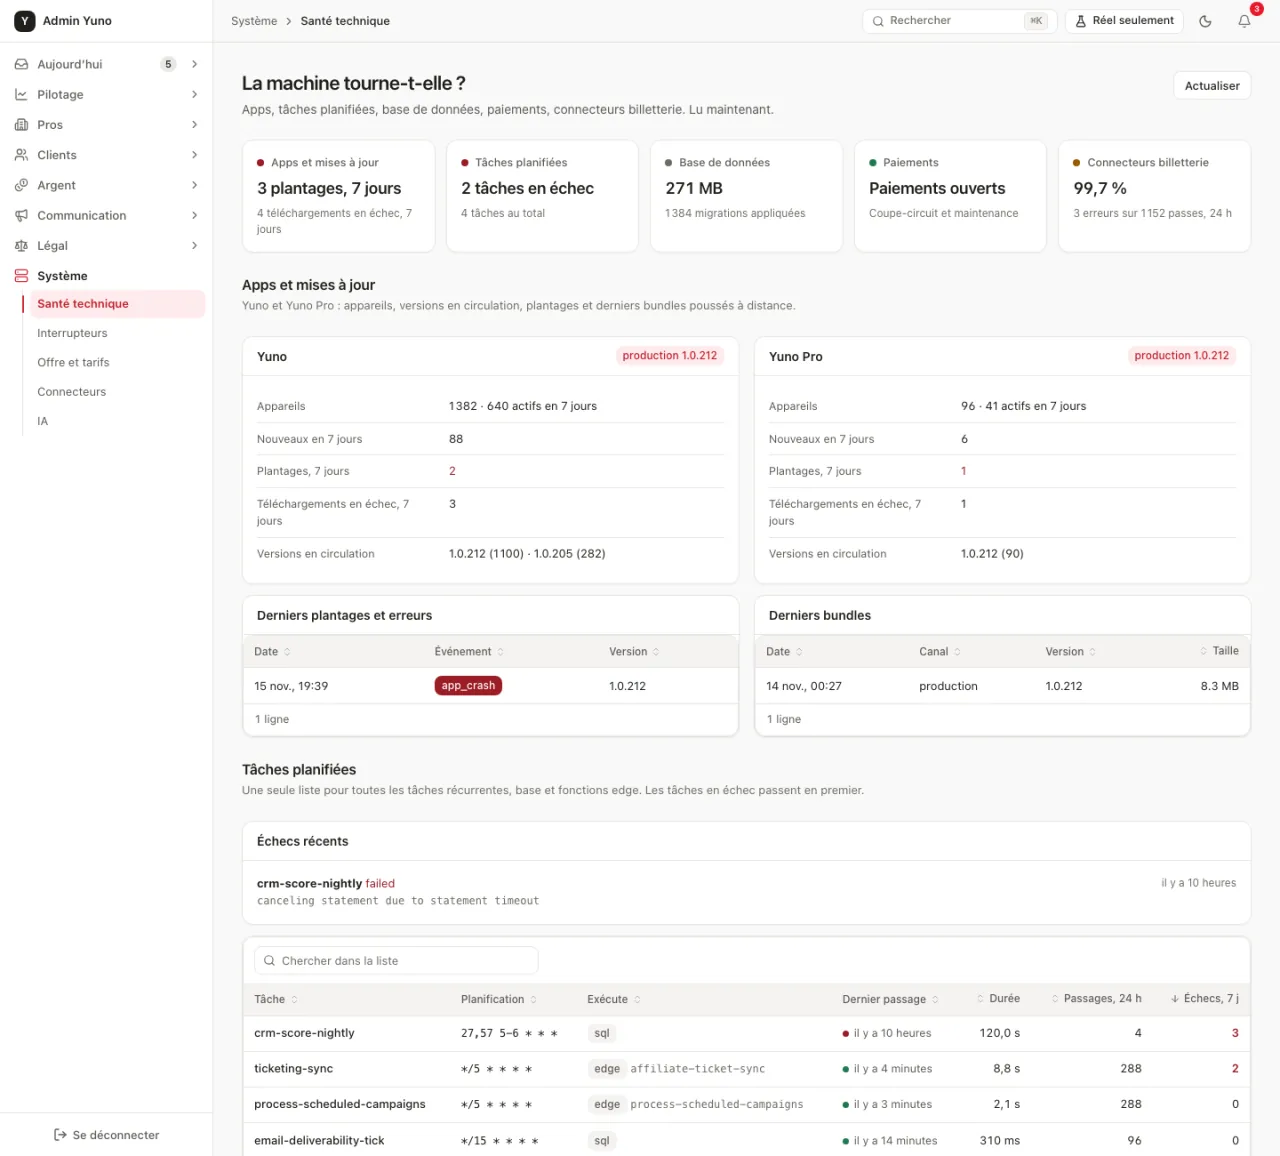 Y Admin Yuno
Système > Santé technique
Rechercher ⌘K
Réel seulement
3
Aujourd'hui 5
Pilotage
Pros
Clients
Argent
Communication
Légal
Système
Santé technique
Interrupteurs
Offre et tarifs
Connecteurs
IA
Se déconnecter
La machine tourne-t-elle ?
Apps, tâches planifiées, base de données, paiements, connecteurs billetterie. Lu maintenant.
Actualiser
Apps et mises à jour
3 plantages, 7 jours
4 téléchargements en échec, 7
jours
Tâches planifiées
2 tâches en échec
4 tâches au total
Base de données
271 MB
1 384 migrations appliquées
Paiements
Paiements ouverts
Coupe-circuit et maintenance
Connecteurs billetterie
99,7 %
3 erreurs sur 1 152 passes, 24 h
Apps et mises à jour
Yuno et Yuno Pro : appareils, versions en circulation, plantages et derniers bundles poussés à distance.
Yuno production 1.0.212
Appareils 1 382 · 640 actifs en 7 jours
Nouveaux en 7 jours 88
Plantages, 7 jours 2
Téléchargements en échec, 7
jours
3
Versions en circulation 1.0.212 (1100) · 1.0.205 (282)
Yuno Pro production 1.0.212
Appareils 96 · 41 actifs en 7 jours
Nouveaux en 7 jours 6
Plantages, 7 jours 1
Téléchargements en échec, 7
jours
1
Versions en circulation 1.0.212 (90)
Derniers plantages et erreurs
Date Événement Version
15 nov., 19:39 app_crash 1.0.212
1 ligne
Derniers bundles
Date Canal Version Taille
14 nov., 00:27 production 1.0.212 8.3 MB
1 ligne
Tâches planifiées
Une seule liste pour toutes les tâches récurrentes, base et fonctions edge. Les tâches en échec passent en premier.
Échecs récents
crm-score-nightly failed il y a 10 heures
canceling statement due to statement timeout
Chercher dans la liste
Tâche Planification Exécute Dernier passage Durée Passages, 24 h ↓ Échecs, 7 j
crm-score-nightly 27,57 5-6 * * * sql il y a 10 heures 120,0 s 4 3
ticketing-sync */5 * * * * edge affiliate-ticket-sync il y a 4 minutes 8,8 s 288 2
process-scheduled-campaigns */5 * * * * edge process-scheduled-campaigns il y a 3 minutes 2,1 s 288 0
email-deliverability-tick */15 * * * * sql il y a 14 minutes 310 ms 96 0